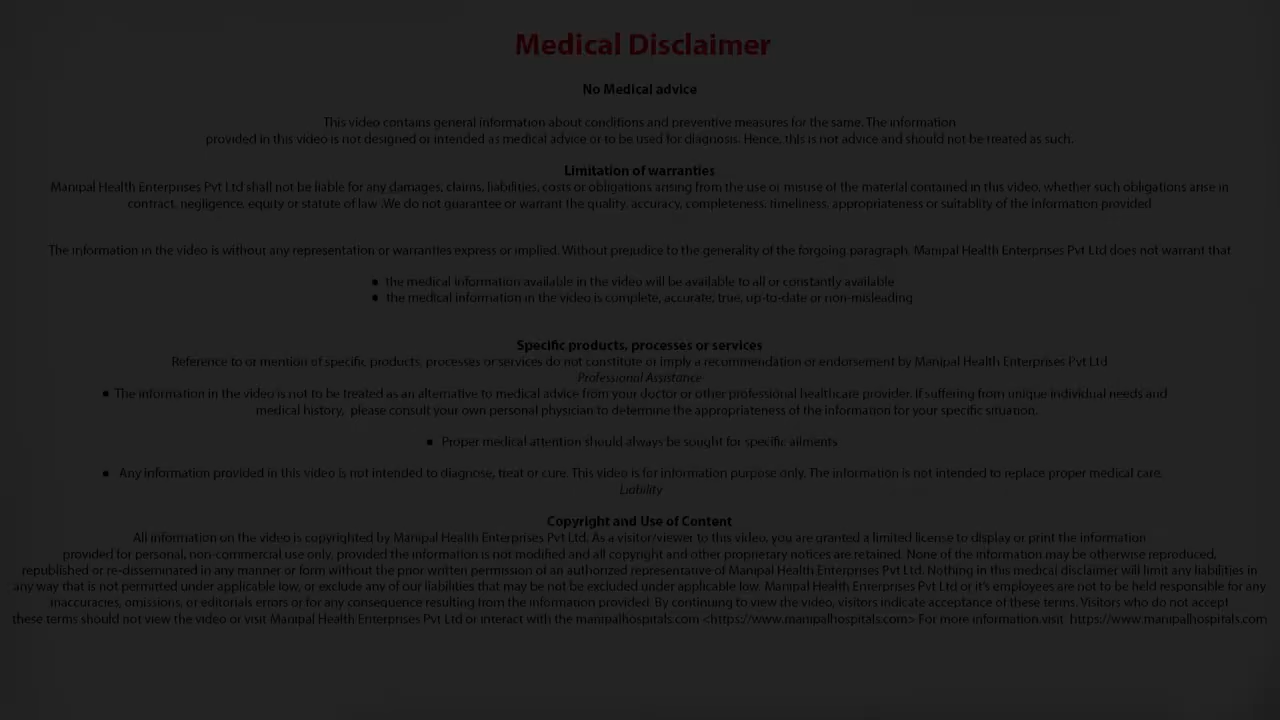 Medical Disclaimer
No Medical advice
This video contains general information about conditions and preventive measures for the same. The information
provided in this video is not designed or intended as medical advice or to be used for diagnosis. Hence, this is not advice and should not be treated as such.
Limitation of warranties
Manipal Health Enterprises Pvt Ltd shall not be liable for any damages, claims, liabilities, costs or obligations arising from the use or misuse of the material contained in this video, whether such obligations arise in
contract, negligence, equity or statute of law .We do not guarantee or warrant the quality, accuracy, completeness, timeliness, appropriateness or suitablity of the information provided
The information in the video is without any representation or warranties express or implied. Without prejudice to the generality of the forgoing paragraph, Manipal Health Enterprises Pvt Ltd does not warrant that
● the medical information available in the video will be available to all or constantly available
● the medical information in the video is complete, accurate, true, up-to-date or non-misleading
Specific products, processes or services
Reference to or mention of specific products, processes or services do not constitute or imply a recommendation or endorsement by Manipal Health Enterprises Pvt Ltd
Professional Assistance-
● The information in the video is not to be treated as an alternative to medical advice from your doctor or other professional healthcare provider. If suffering from unique individual needs and
medical history, please consult your own personal physician to determine the appropriateness of the information for your specific situation.
● Proper medical attention should always be sought for specific ailments
● Any information provided in this video is not intended to diagnose, treat or cure. This video is for information purpose only. The information is not intended to replace proper medical care.
Liability
Copyright and Use of Content
All information on the video is copyrighted by Manipal Health Enterprises Pvt Ltd. As a visitor/viewer to this video, you are granted a limited license to display or print the information
provided for personal, non-commercial use only, provided the information is not modified and all copyright and other proprietary notices are retained. None of the information may be otherwise reproduced,
republished or re-disseminated in any manner or form without the prior written permission of an authorized representative of Manipal Health Enterprises Pvt Ltd. Nothing in this medical disclaimer will limit any liabilities in
any way that is not permitted under applicable low, or exclude any of our liabilities that may be not be excluded under applicable low. Manipal Health Enterprises Pvt Ltd or it's employees are not to be held responsible for any
inaccuracies, omissions, or editorials errors or for any consequence resulting from the information provided. By continuing to view the video, visitors indicate acceptance of these terms. Visitors who do not accept
these terms should not view the video or visit Manipal Health Enterprises Pvt Ltd or interact with the manipalhospitals.com <https://www.manipalhospitals.com> For more information.visit https://www.manipalhospitals.com